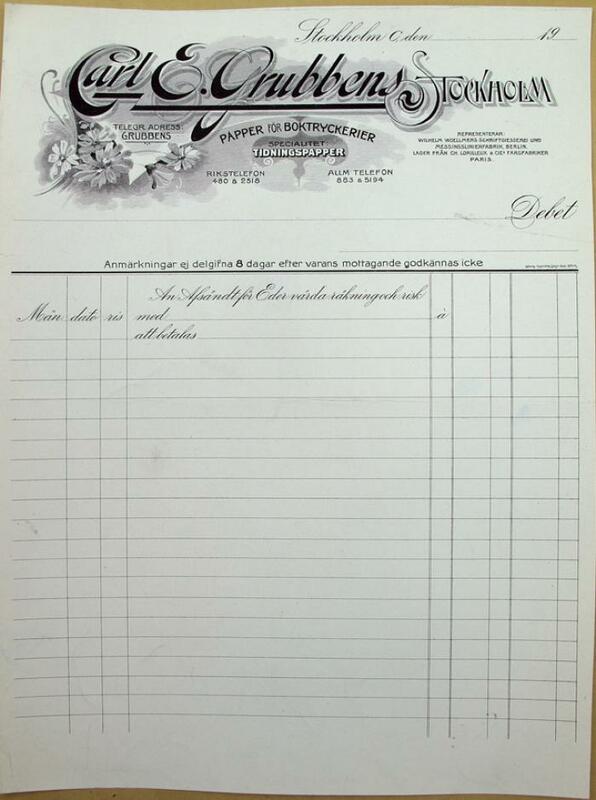 Stockholm C, den 19
Carl E. Grubbens, Stockholm
TELEGR. ADRESS:
GRUBBENS
PAPPER FÖR BOKTRYCKERIER
SPECIALITET:
TIDNINGSPAPPER
RIKSTELEFON
480 & 2518
ALLM TELEFON
883 & 5194
REPRESENTERAR:
WILHELM WOELLMERS SCHRIFTGIESSEREI UND
MESSINGLINIENFABRIK, BERLIN.
LAGER FRÅN CH. LORILLEUX & CIES FÄRGFABRIKER
PARIS.
Debet
Anmärkningar ej delgifna 8 dagar efter varans mottagande godkännas icke
An Afsändt för Eder värda räkning och risk
Mån dato ris med à
att betalas